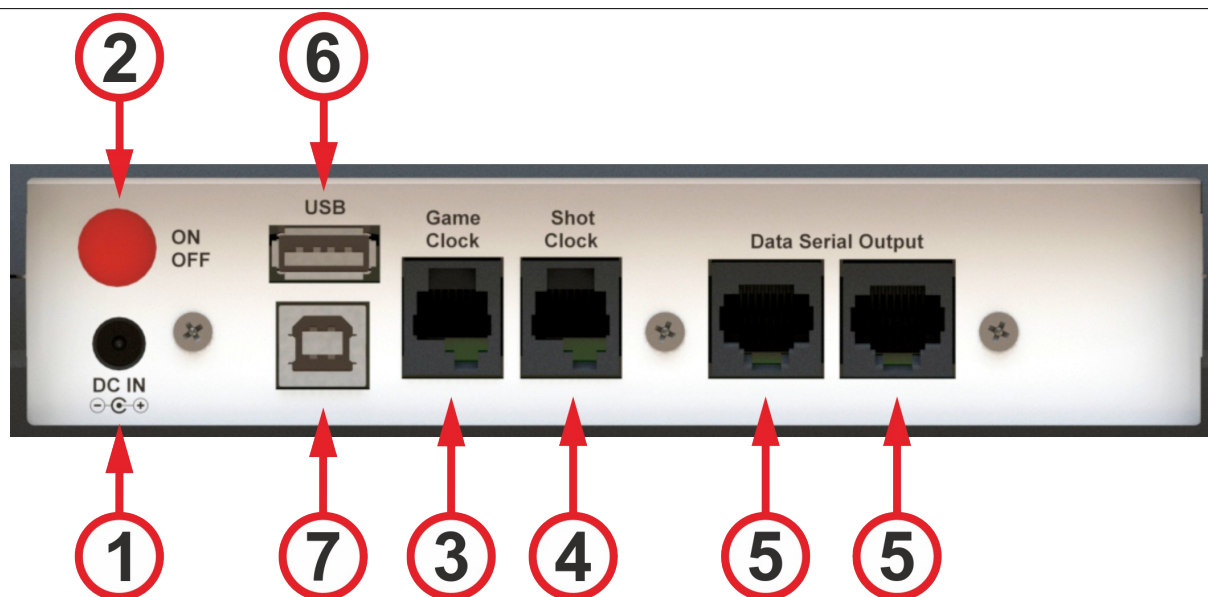 2
6
USB
Game
Clock
Shot
Clock
Data Serial Output
ON
OFF
DC IN
1
7
3
4
5
5